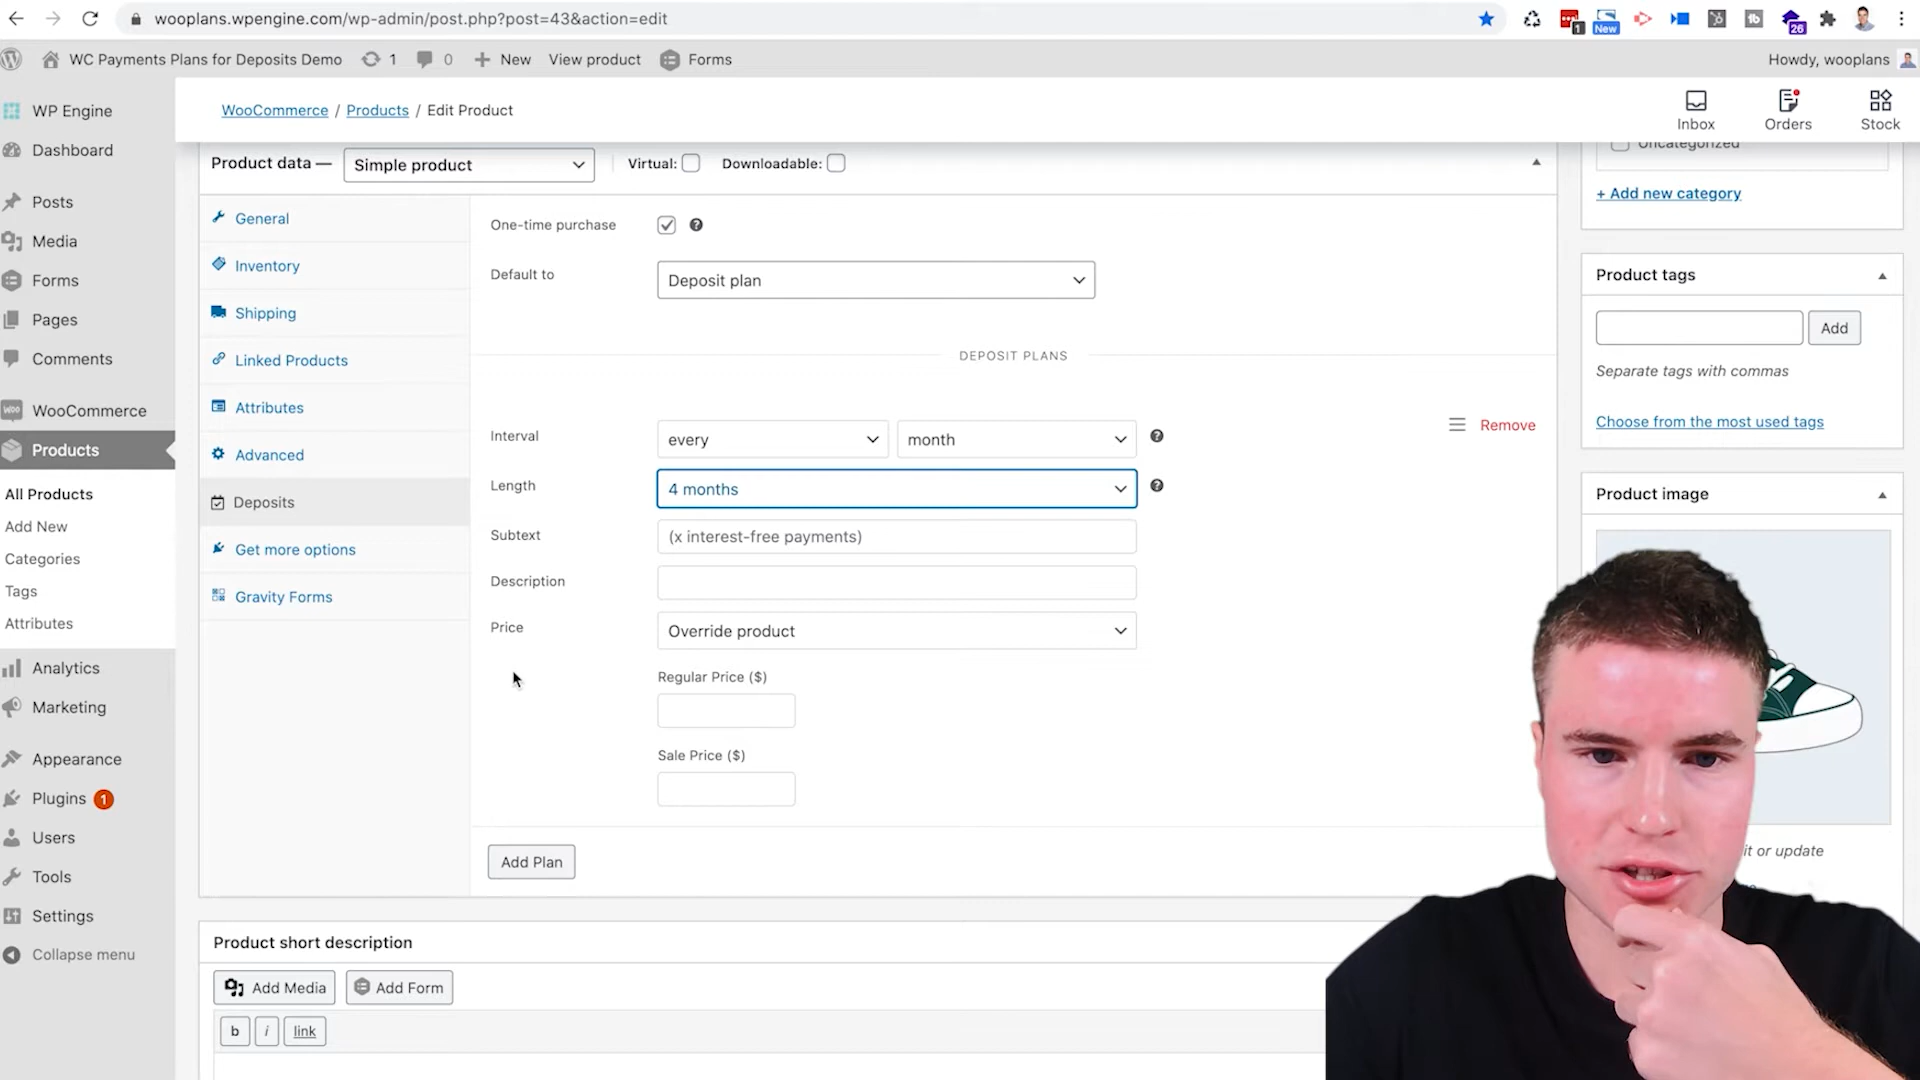 wooplans.wpengine.com/wp-admin/post.php?post=43&action=edit
1
New
26
WC Payments Plans for Deposits Demo
1
0
New
View product
Forms
Howdy, wooplans
WP Engine
Dashboard
Posts
Media
Forms
Pages
Comments
WooCommerce
Products
All Products
Add New
Categories
Tags
Attributes
Analytics
Marketing
Appearance
Plugins 1
Users
Tools
Settings
Collapse menu
WooCommerce / Products / Edit Product
Inbox
Orders
Stock
Product data —
Simple product
Virtual:
Downloadable:
General
Inventory
Shipping
Linked Products
Attributes
Advanced
Deposits
Get more options
Gravity Forms
One-time purchase
Default to
Deposit plan
DEPOSIT PLANS
Interval
every
month
Remove
Length
4 months
Subtext
(x interest-free payments)
Description
Price
Override product
Regular Price ($)
Sale Price ($)
Add Plan
Product short description
Add Media
Add Form
b
i
link
Uncategorized
+ Add new category
Product tags
Add
Separate tags with commas
Choose from the most used tags
Product image
it or update